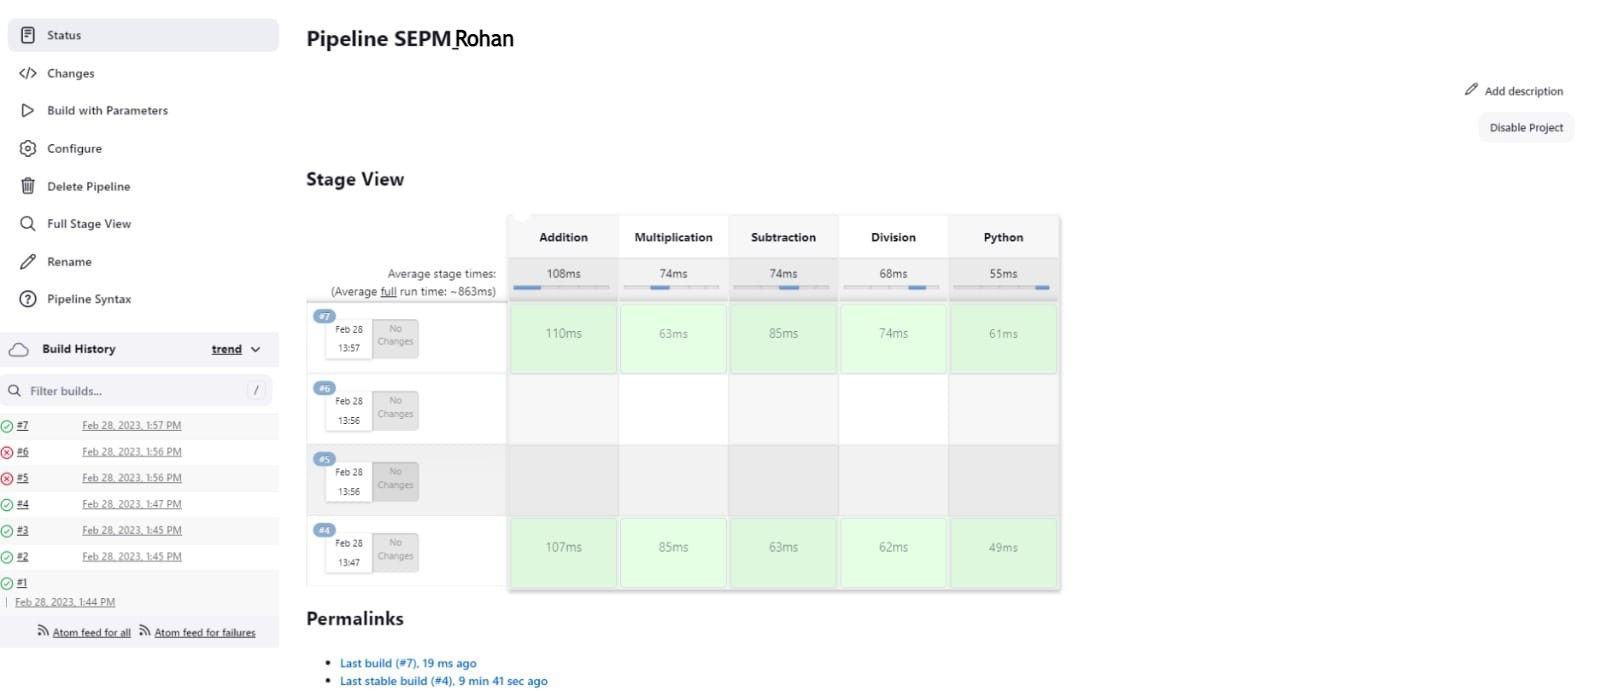 Status
Changes
Build with Parameters
Configure
Delete Pipeline
Full Stage View
Rename
Pipeline Syntax
Build History trend
Filter builds... /
#7 Feb 28, 2023, 1:57 PM
#6 Feb 28, 2023, 1:56 PM
#5 Feb 28, 2023, 1:56 PM
#4 Feb 28, 2023, 1:47 PM
#3 Feb 28, 2023, 1:45 PM
#2 Feb 28, 2023, 1:45 PM
#1
Feb 28, 2023, 1:44 PM
Atom feed for all Atom feed for failures
Pipeline SEPM_Rohan
Add description
Disable Project
Stage View
Addition Multiplication Subtraction Division Python
Average stage times: 108ms 74ms 74ms 68ms 55ms
(Average full run time: ~863ms)
#7
Feb 28 No
13:57 Changes
110ms 63ms 85ms 74ms 61ms
#6
Feb 28 No
13:56 Changes
#5
Feb 28 No
13:56 Changes
#4
Feb 28 No
13:47 Changes
107ms 85ms 63ms 62ms 49ms
Permalinks
Last build (#7), 19 ms ago
Last stable build (#4), 9 min 41 sec ago